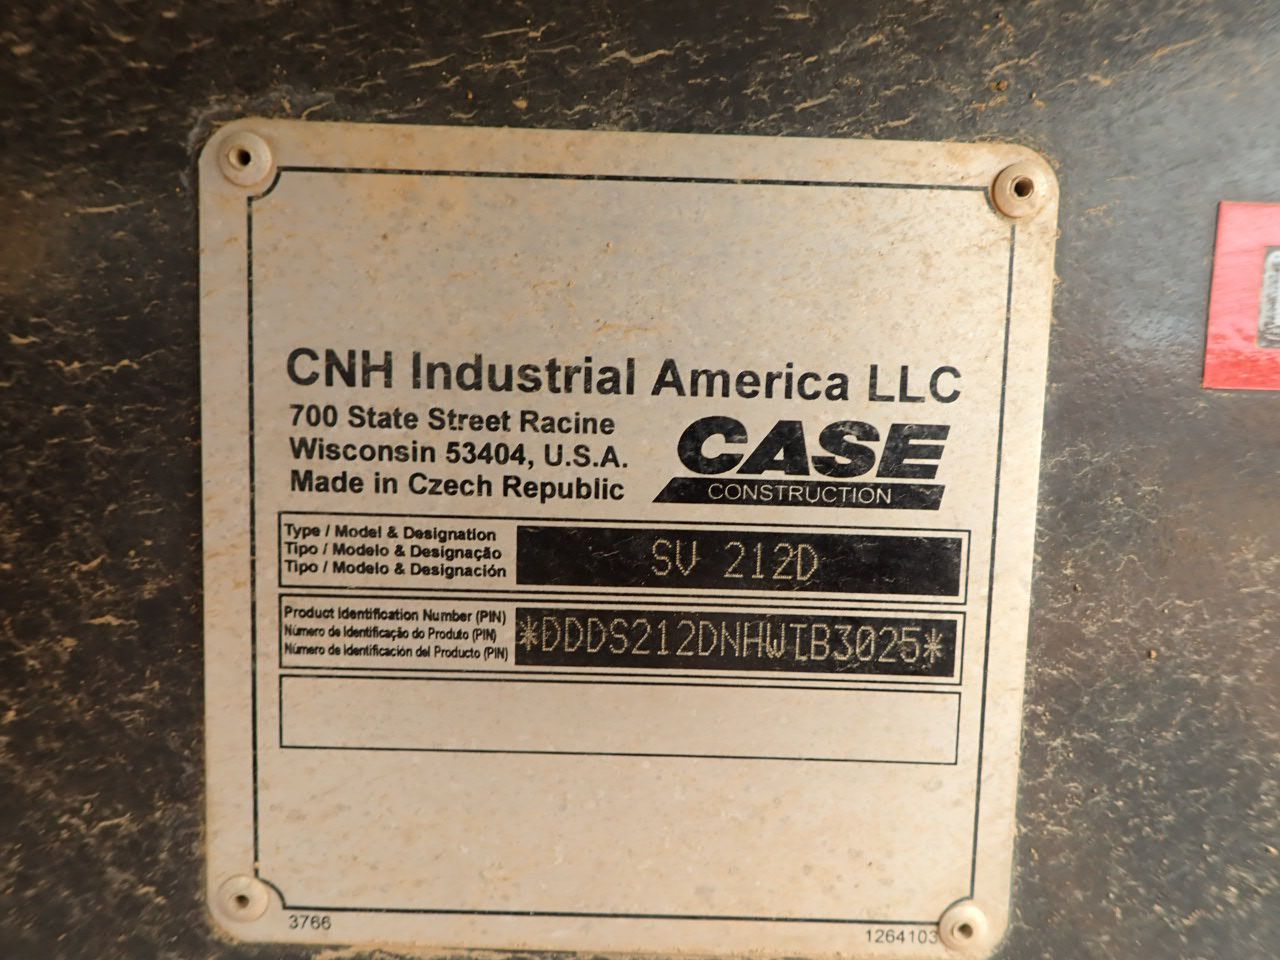 CNH Industrial America LLC
700 State Street Racine
Wisconsin 53404, U.S.A.
Made in Czech Republic
CASE
CONSTRUCTION
Type / Model & Designation
Tipo / Modelo & Designação
Tipo / Modelo & Designación
SV 212D
Product Identification Number (PIN)
Número de Identificação do Produto (PIN)
Número de Identificación del Producto (PIN)
*DDDS212DNHWTB3025*
3766
1264103